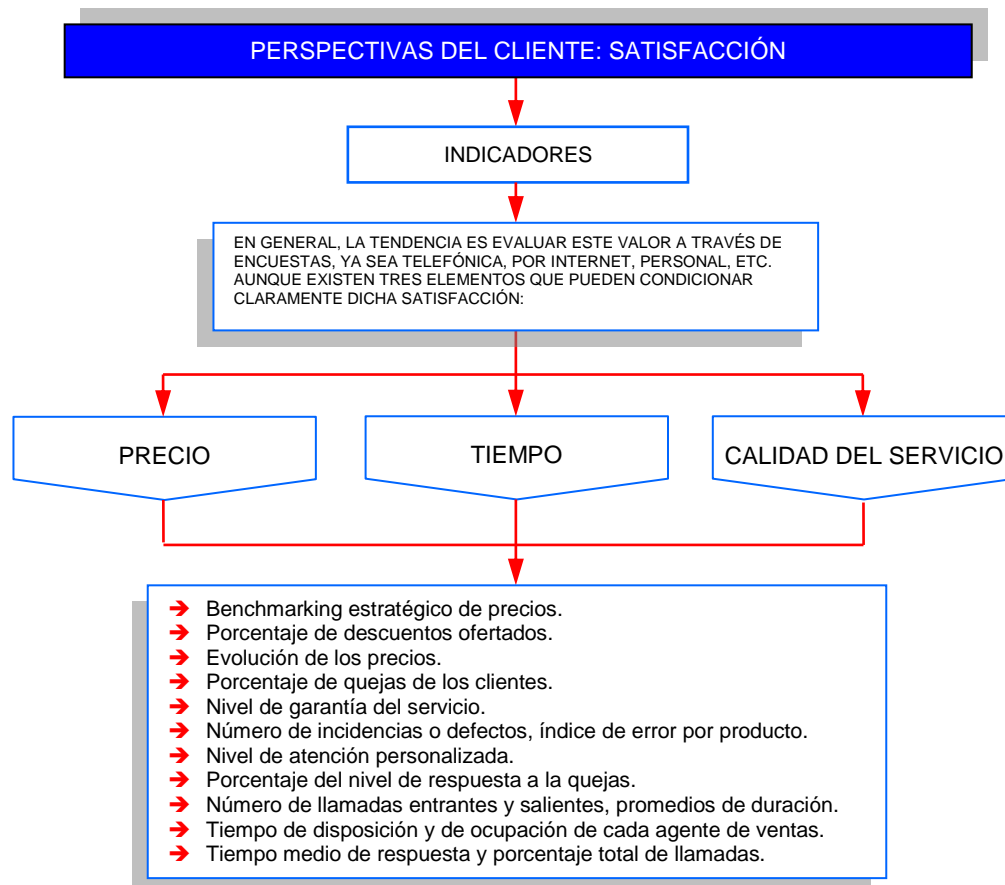 PERSPECTIVAS DEL CLIENTE: SATISFACCIÓN
INDICADORES
EN GENERAL, LA TENDENCIA ES EVALUAR ESTE VALOR A TRAVÉS DE
ENCUESTAS, YA SEA TELEFÓNICA, POR INTERNET, PERSONAL, ETC.
AUNQUE EXISTEN TRES ELEMENTOS QUE PUEDEN CONDICIONAR
CLARAMENTE DICHA SATISFACCIÓN:
PRECIO
TIEMPO
CALIDAD DEL SERVICIO
➔ Benchmarking estratégico de precios.
➔ Porcentaje de descuentos ofertados.
➔ Evolución de los precios.
➔ Porcentaje de quejas de los clientes.
➔ Nivel de garantía del servicio.
➔ Número de incidencias o defectos, índice de error por producto.
➔ Nivel de atención personalizada.
➔ Porcentaje del nivel de respuesta a la quejas.
➔ Número de llamadas entrantes y salientes, promedios de duración.
➔ Tiempo de disposición y de ocupación de cada agente de ventas.
➔ Tiempo medio de respuesta y porcentaje total de llamadas.